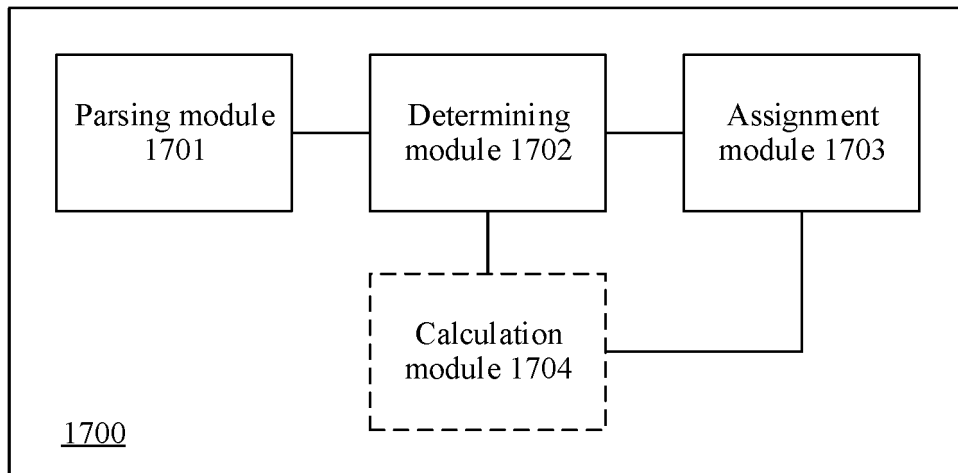 Parsing module
1701
Determining
module 1702
Assignment
module 1703
Calculation
module 1704
1700